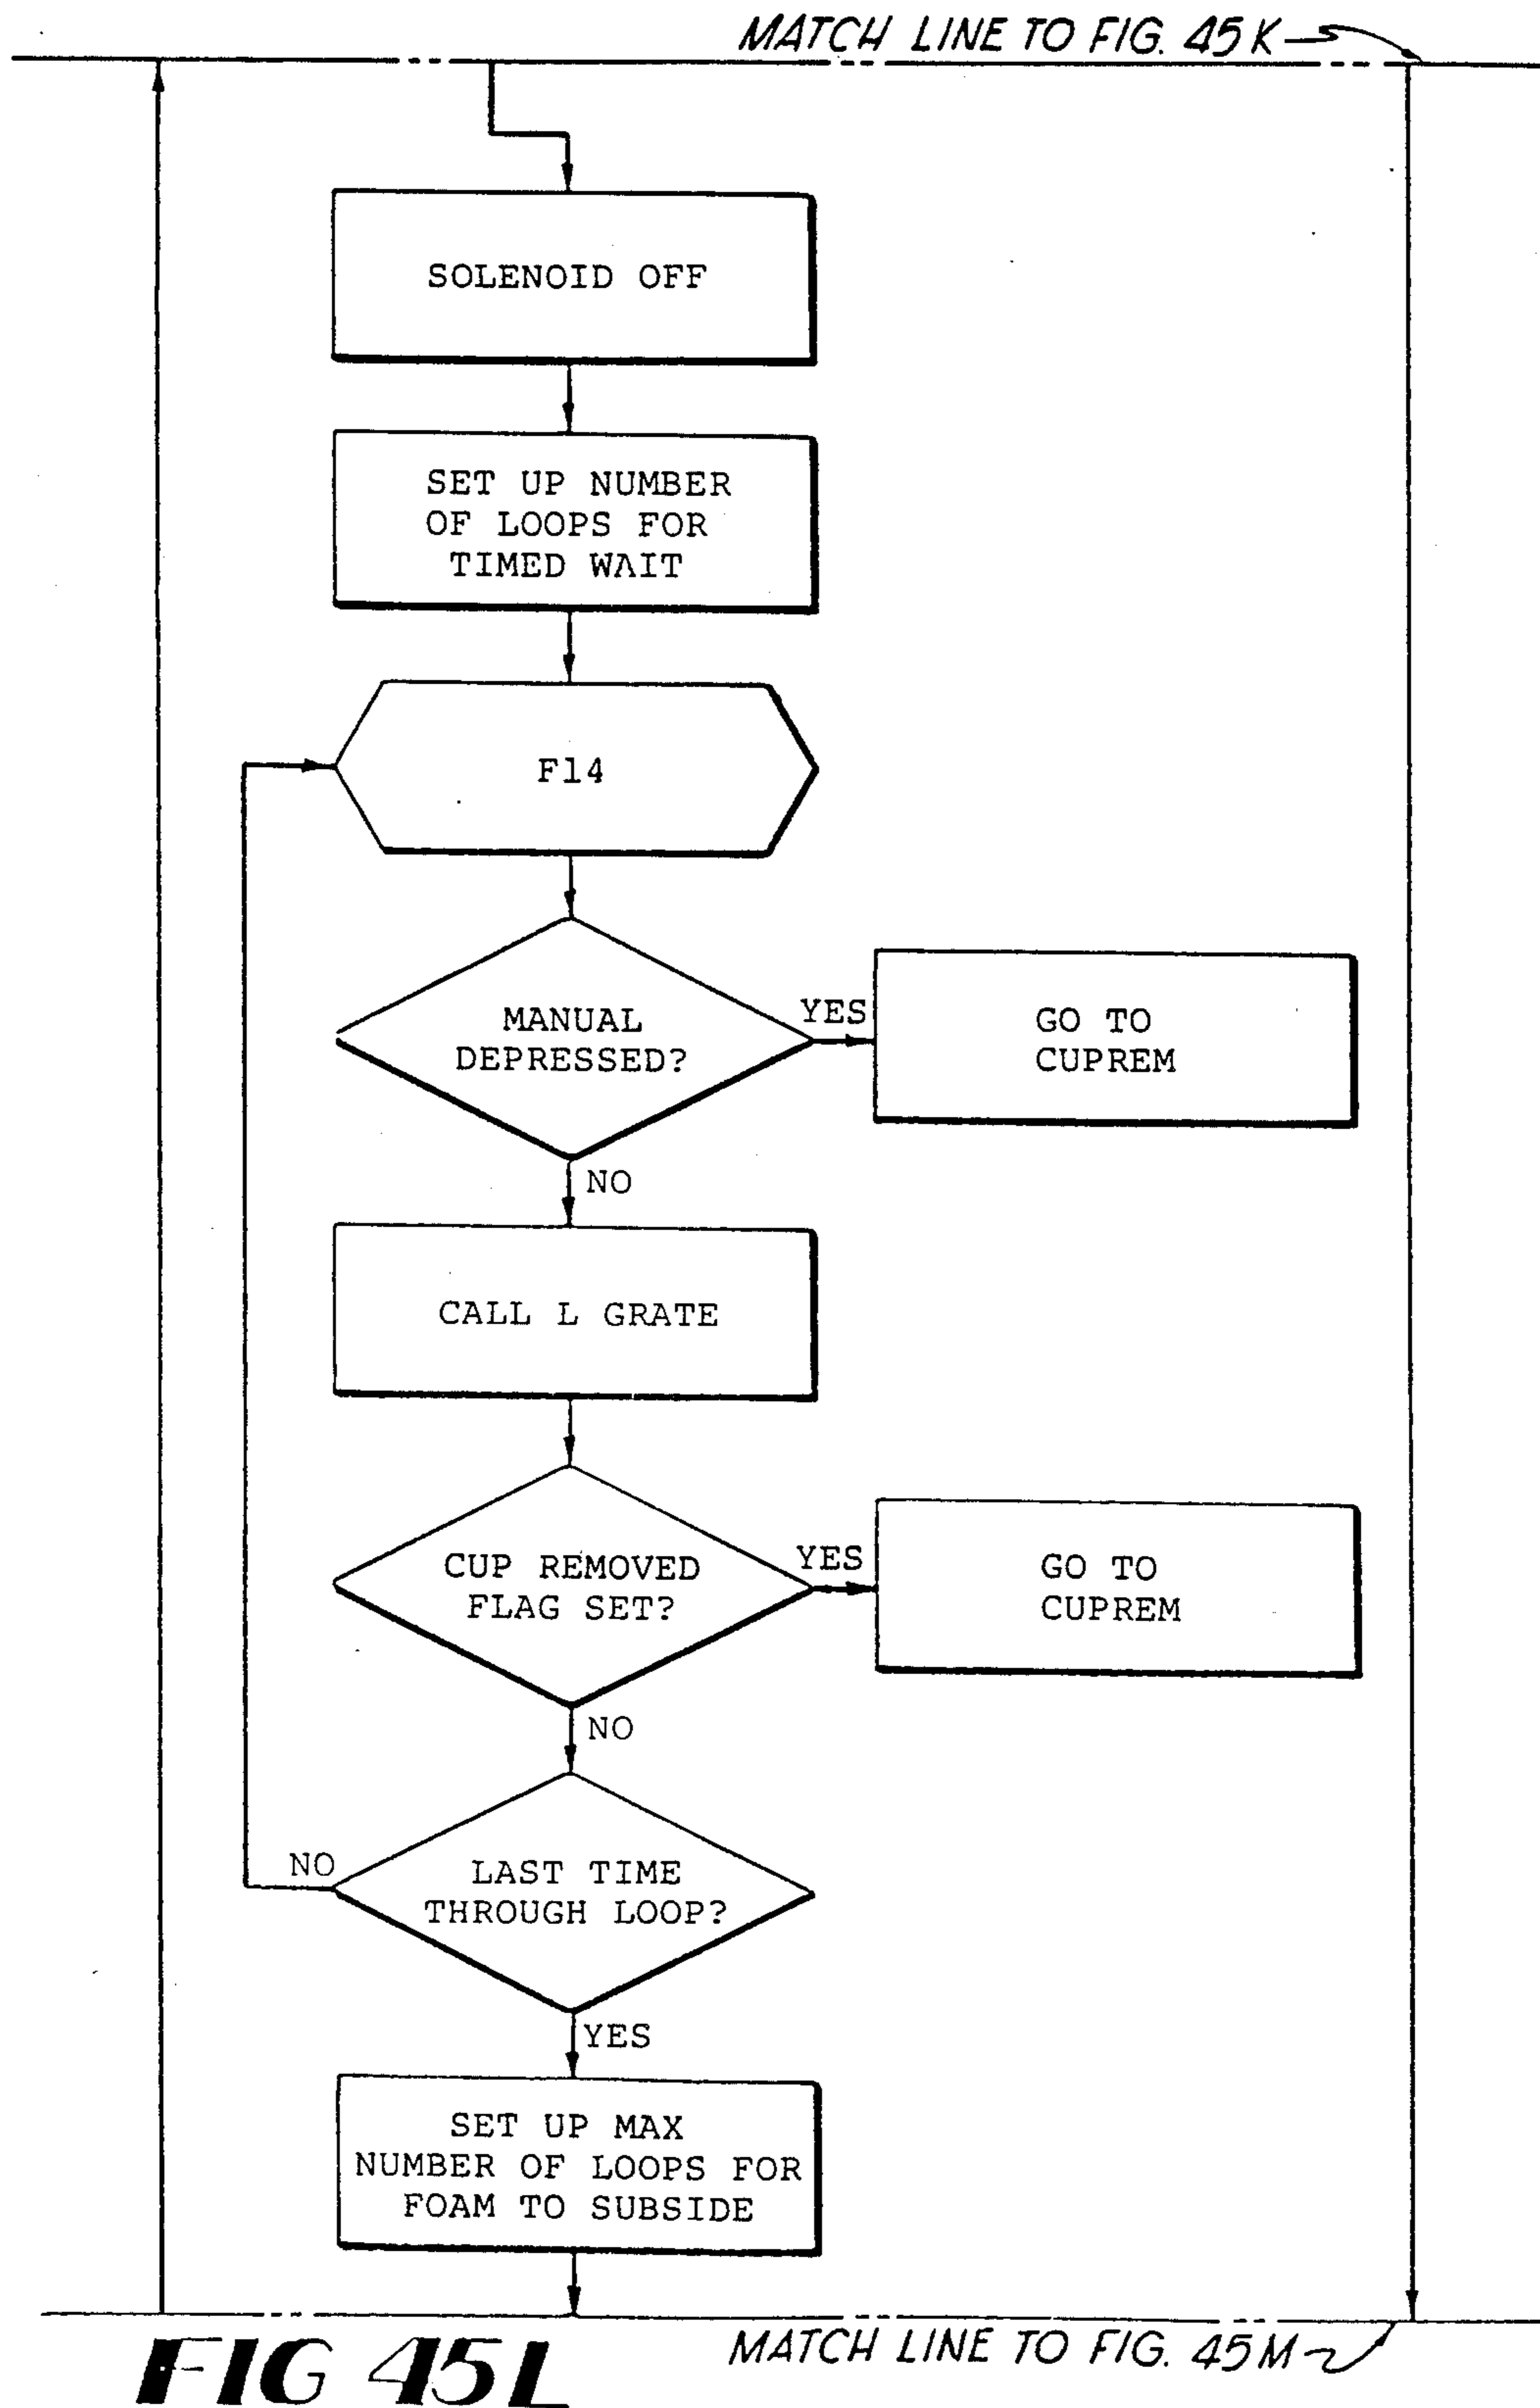 MATCH LINE TO FIG. 45K
SOLENOID OFF
SET UP NUMBER
OF LOOPS FOR
TIMED WAIT
F14
MANUAL
DEPRESSED?
YES
GO TO
CUPREM
NO
CALL L GRATE
CUP REMOVED
FLAG SET?
YES
GO TO
CUPREM
NO
LAST TIME
THROUGH LOOP?
NO
YES
SET UP MAX
NUMBER OF LOOPS FOR
FOAM TO SUBSIDE
FIG 45L
MATCH LINE TO FIG. 45M